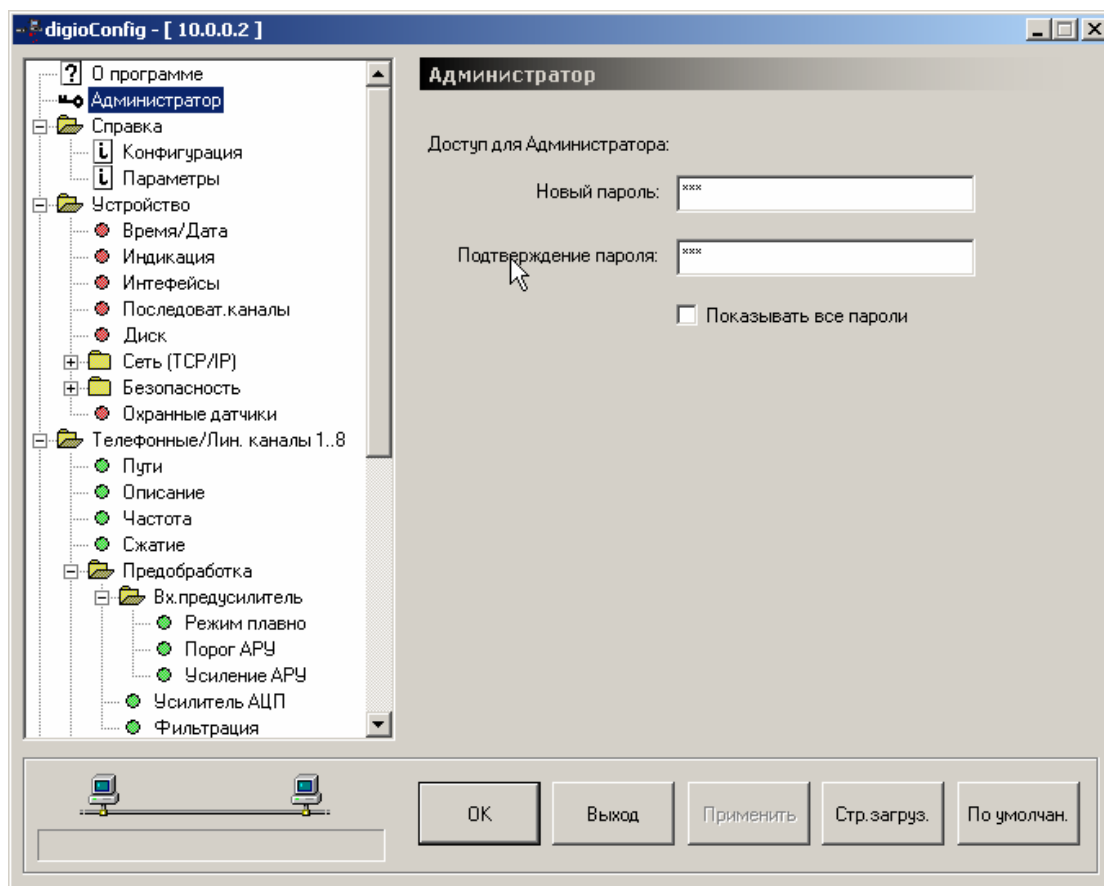 digioConfig - [ 10.0.0.2 ]
? О программе
Администратор
Справка
i Конфигурация
i Параметры
Устройство
Время/Дата
Индикация
Интефейсы
Последоват.каналы
Диск
Сеть (TCP/IP)
Безопасность
Охранные датчики
Телефонные/Лин. каналы 1..8
Пути
Описание
Частота
Сжатие
Предобработка
Вх.предусилитель
Режим плавно
Порог АРУ
Усиление АРУ
Усилитель АЦП
Фильтрация
Администратор
Доступ для Администратора:
Новый пароль: ***
Подтверждение пароля: ***
Показывать все пароли
OK
Выход
Применить
Стр.загруз.
По умолчан.